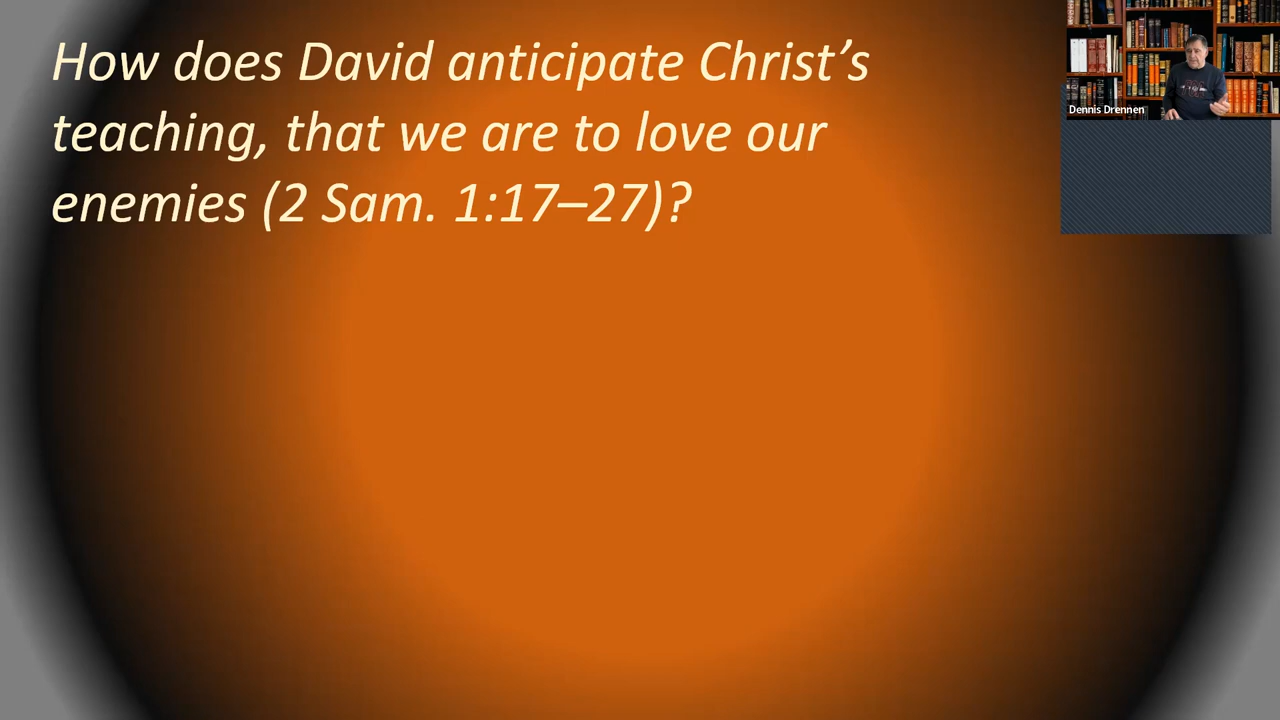 How does David anticipate Christ’s
teaching, that we are to love our
enemies (2 Sam. 1:17–27)?
Dennis Drennen